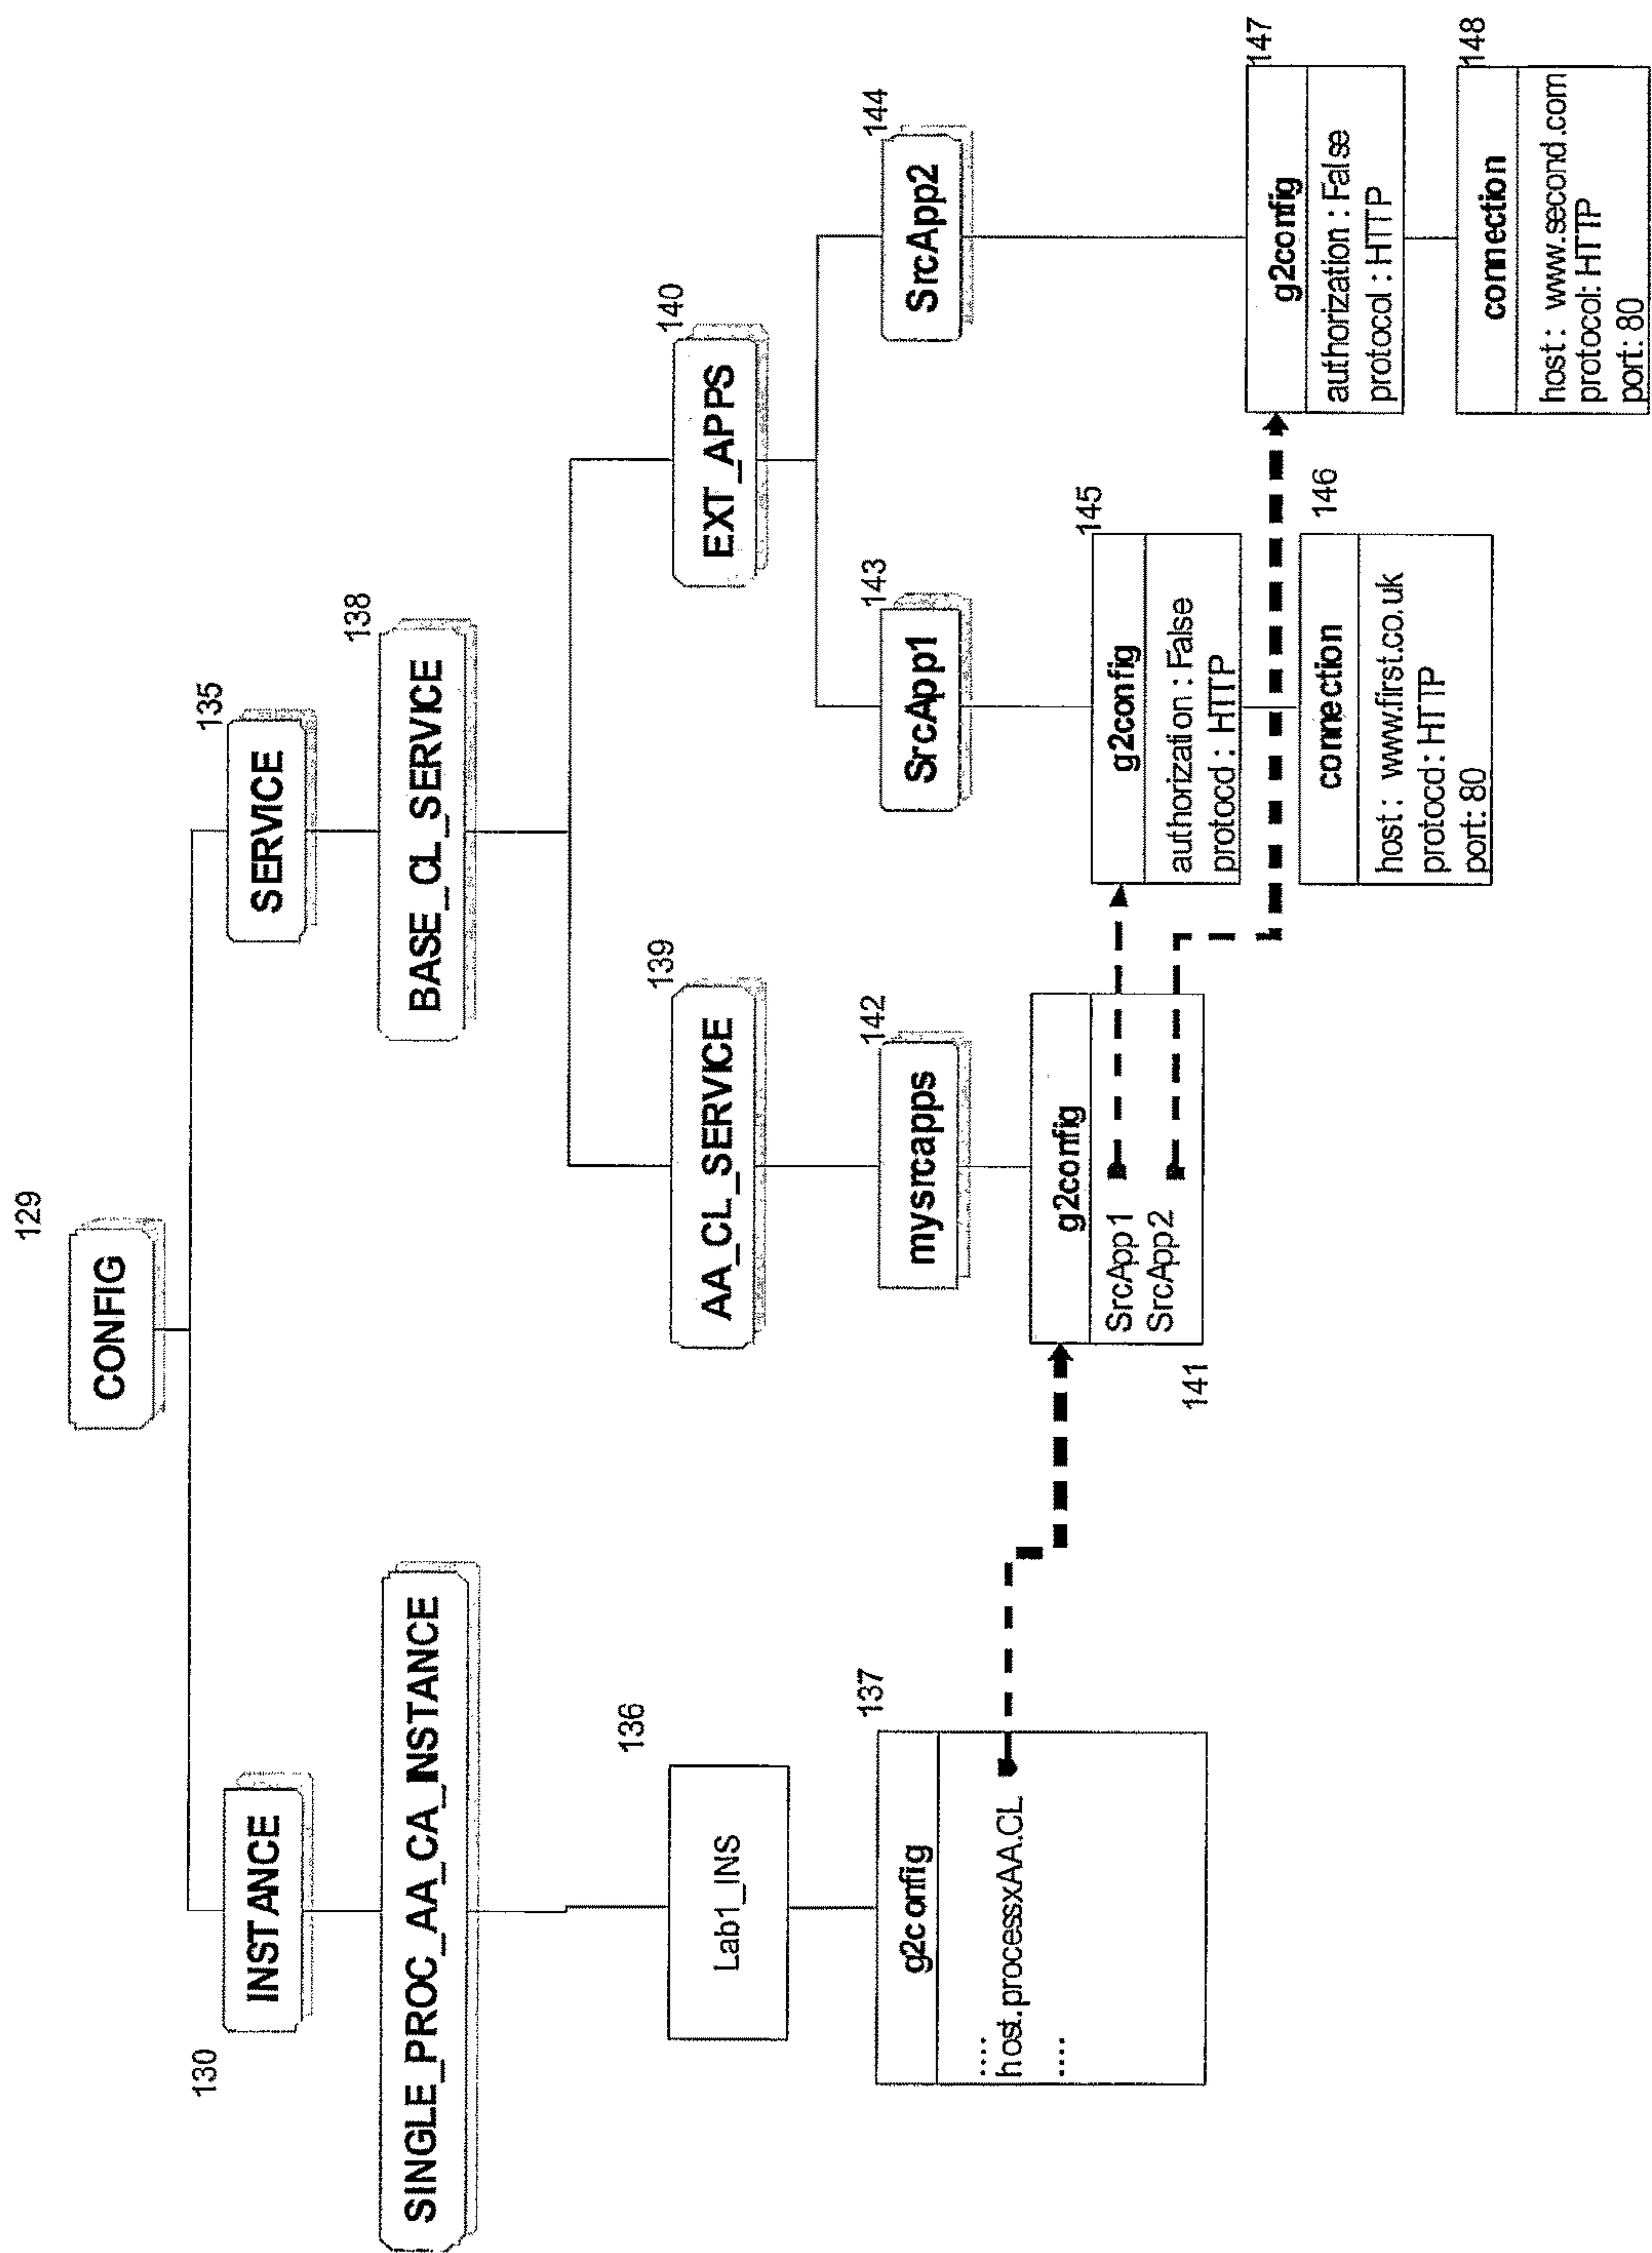 129
CONFIG
130
INSTANCE
135
SERVICE
SINGLE_PROC_AA_CA_INSTANCE
138
BASE_CL_SERVICE
136
Lab1_INS
139
AA_CL_SERVICE
140
EXT_APPS
137
g2config
....
host.processxAA.CL
....
142
mysrcapps
143
SrcApp1
144
SrcApp2
g2config
SrcApp1
SrcApp2
141
145
g2config
authorization : False
protocol : HTTP
146
connection
host : www.first.co.uk
protocol : HTTP
port: 80
147
g2config
authorization : False
protocol : HTTP
148
connection
host : www.second.com
protocol: HTTP
port: 80